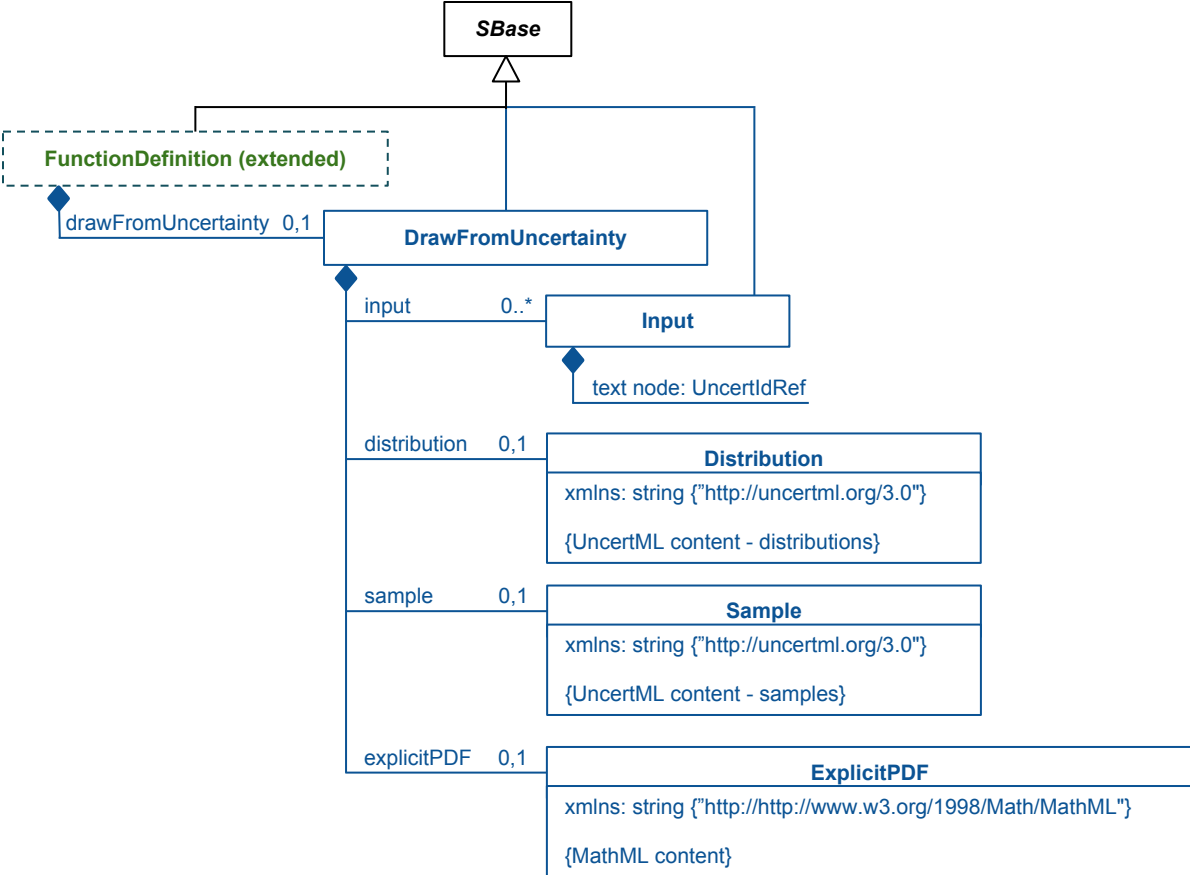 SBase
FunctionDefinition (extended)
drawFromUncertainty 0,1
DrawFromUncertainty
input 0..*
Input
text node: UncertIdRef
distribution 0,1
Distribution
xmlns: string {”http://uncertml.org/3.0"}
{UncertML content - distributions}
sample 0,1
Sample
xmlns: string {”http://uncertml.org/3.0"}
{UncertML content - samples}
explicitPDF 0,1
ExplicitPDF
xmlns: string {”http://http://www.w3.org/1998/Math/MathML"}
{MathML content}